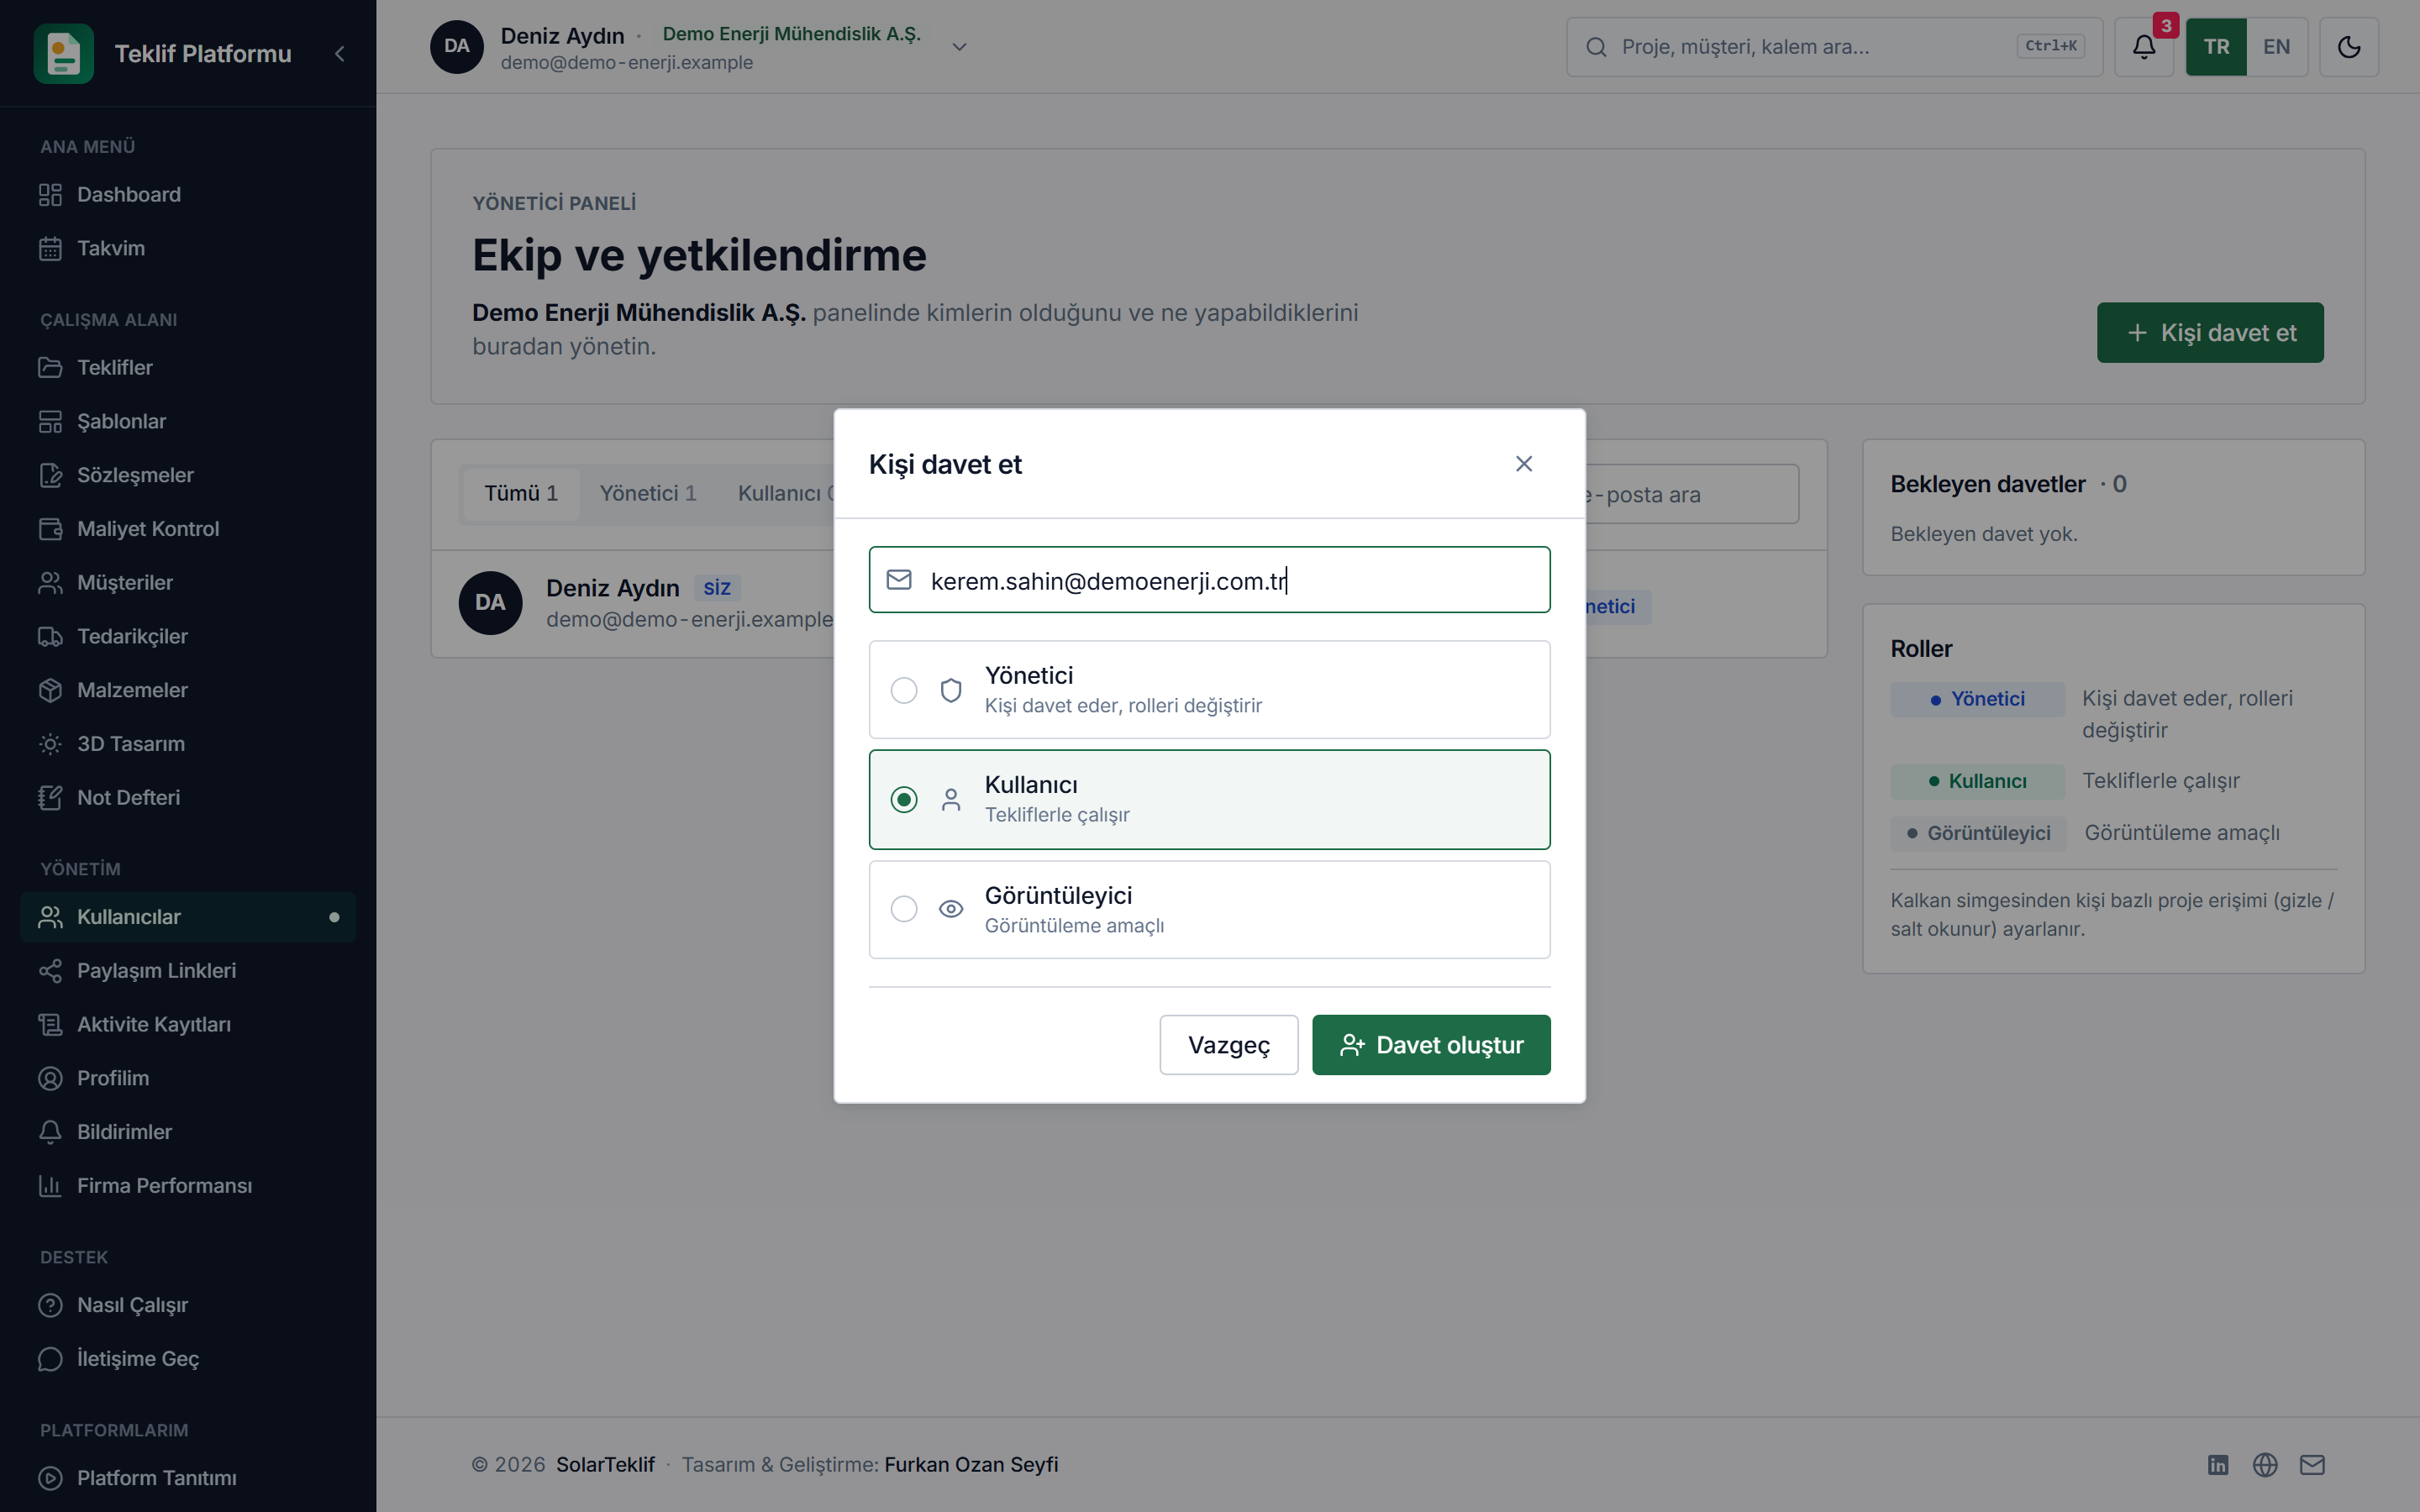 Teklif Platformu
ANA MENÜ
Dashboard
Takvim
ÇALIŞMA ALANI
Teklifler
Şablonlar
Sözleşmeler
Maliyet Kontrol
Müşteriler
Tedarikçiler
Malzemeler
3D Tasarım
Not Defteri
YÖNETİM
Kullanıcılar
Paylaşım Linkleri
Aktivite Kayıtları
Profilim
Bildirimler
Firma Performansı
DESTEK
Nasıl Çalışır
İletişime Geç
PLATFORMLARIM
Platform Tanıtımı
DA
Deniz Aydın · Demo Enerji Mühendislik A.Ş.
demo@demo-enerji.example
Proje, müşteri, kalem ara...
Ctrl+K
3
TR
EN
YÖNETİCİ PANELİ
Ekip ve yetkilendirme
Demo Enerji Mühendislik A.Ş. panelinde kimlerin olduğunu ve ne yapabildiklerini
buradan yönetin.
+ Kişi davet et
Tümü 1
Yönetici 1
Kullanıcı
e-posta ara
DA
Deniz Aydın
SİZ
demo@demo-enerji.example
netici
Kişi davet et
kerem.sahin@demoenerji.com.tr
Yönetici
Kişi davet eder, rolleri değiştirir
Kullanıcı
Tekliflerle çalışır
Görüntüleyici
Görüntüleme amaçlı
Vazgeç
Davet oluştur
Bekleyen davetler · 0
Bekleyen davet yok.
Roller
Yönetici
Kişi davet eder, rolleri
değiştirir
Kullanıcı
Tekliflerle çalışır
Görüntüleyici
Görüntüleme amaçlı
Kalkan simgesinden kişi bazlı proje erişimi (gizle /
salt okunur) ayarlanır.
© 2026 SolarTeklif · Tasarım & Geliştirme: Furkan Ozan Seyfi
in